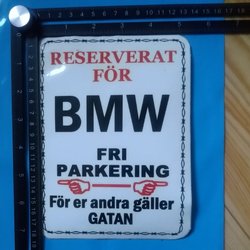 RESERVERAT
FÖR
BMW
FRI
PARKERING
För er andra gäller
GATAN